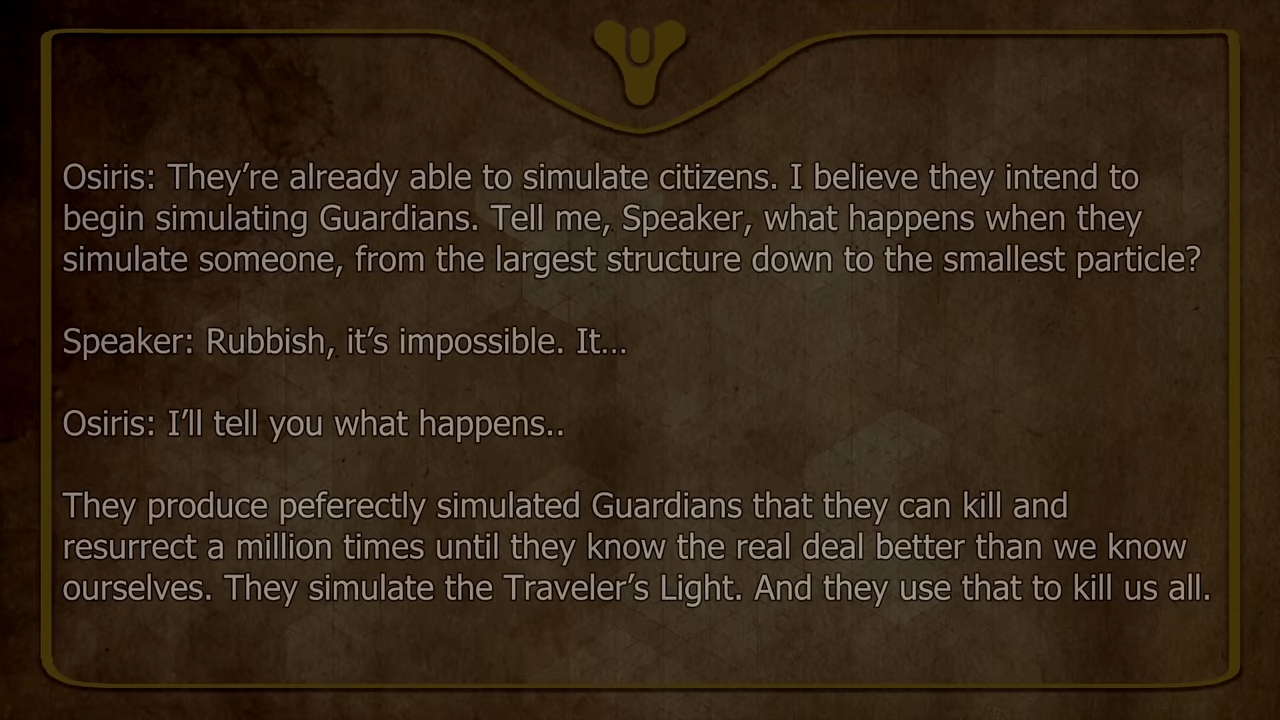 Osiris: They’re already able to simulate citizens. I believe they intend to
begin simulating Guardians. Tell me, Speaker, what happens when they
simulate someone, from the largest structure down to the smallest particle?
Speaker: Rubbish, it’s impossible. It...
Osiris: I’ll tell you what happens..
They produce peferectly simulated Guardians that they can kill and
resurrect a million times until they know the real deal better than we know
ourselves. They simulate the Traveler’s Light. And they use that to kill us all.